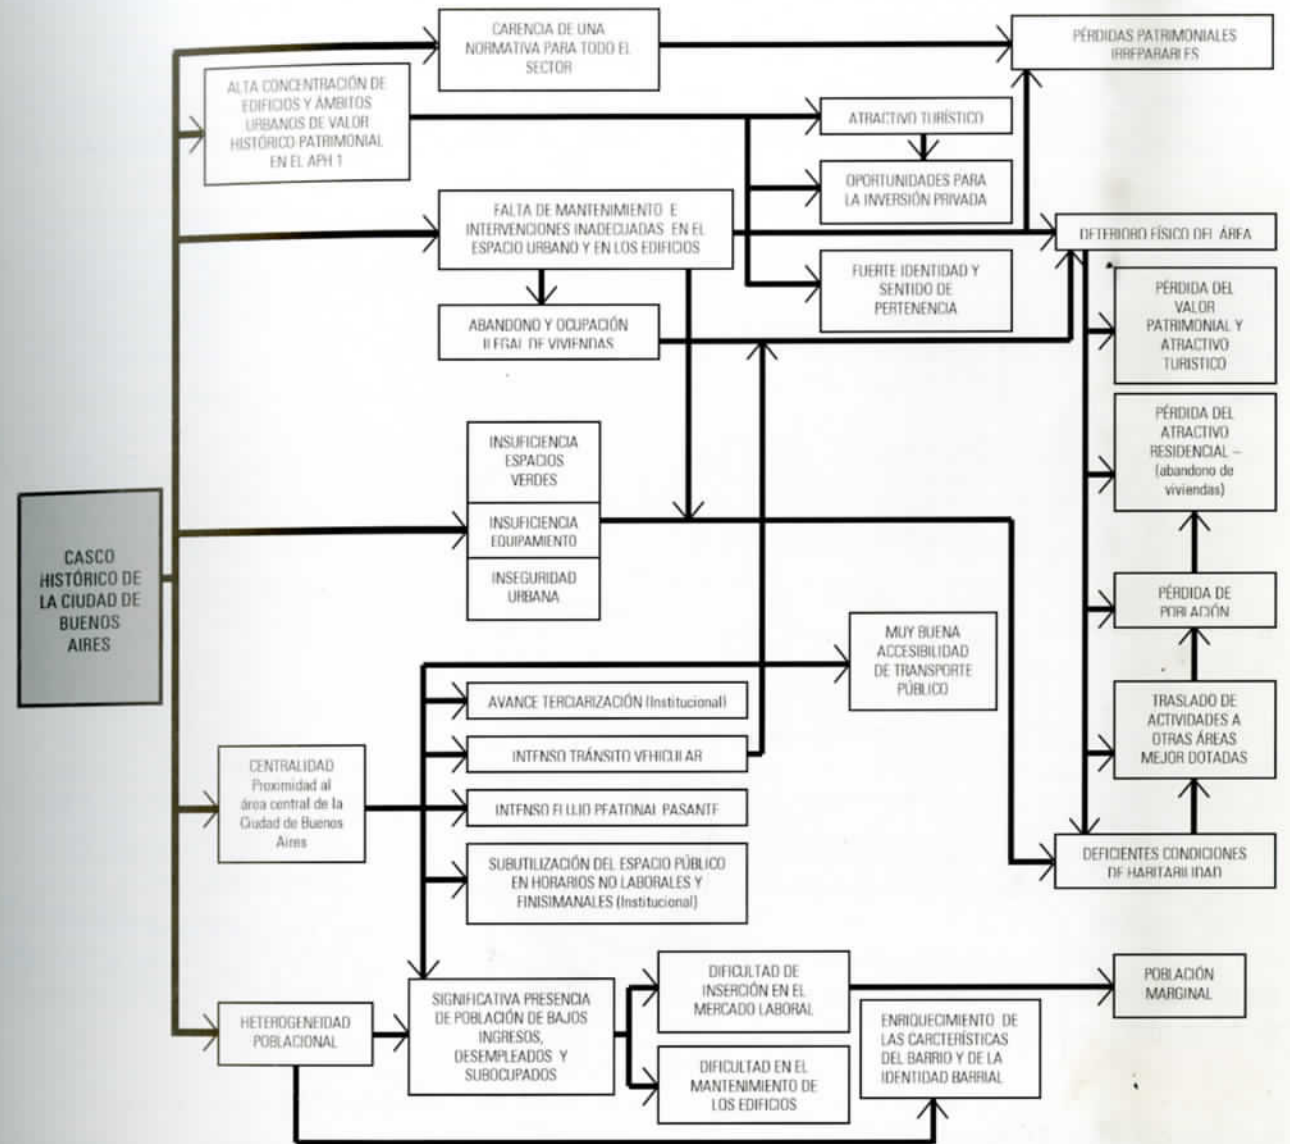 CARENCIA DE UNA
NORMATIVA PARA TODO EL
SECTOR
PÉRDIDAS PATRIMONIALES
IRREPARABLES
ALTA CONCENTRACIÓN DE
EDIFICIOS Y ÁMBITOS
URBANOS DE VALOR
HISTÓRICO PATRIMONIAL
EN EL APH 1
ATRACTIVO TURÍSTICO
OPORTUNIDADES PARA
LA INVERSIÓN PRIVADA
FALTA DE MANTENIMIENTO E
INTERVENCIONES INADECUADAS EN EL
ESPACIO URBANO Y EN LOS EDIFICIOS
DETERIORO FÍSICO DEL ÁREA
FUERTE IDENTIDAD Y
SENTIDO DE
PERTENENCIA
ABANDONO Y OCUPACIÓN
ILEGAL DE VIVIENDAS
PÉRDIDA DEL
VALOR
PATRIMONIAL Y
ATRACTIVO
TURISTICO
PÉRDIDA DEL
ATRACTIVO
RESIDENCIAL –
(abandono de
viviendas)
INSUFICIENCIA
ESPACIOS
VERDES
INSUFICIENCIA
EQUIPAMIENTO
INSEGURIDAD
URBANA
CASCO
HISTÓRICO DE
LA CIUDAD DE
BUENOS
AIRES
PÉRDIDA DE
POBLACIÓN
MUY BUENA
ACCESIBILIDAD
DE TRANSPORTE
PÚBLICO
AVANCE TERCIARIZACIÓN (Institucional)
INTENSO TRÁNSITO VEHICULAR
INTENSO FLUJO PEATONAL PASANTE
SUBUTILIZACIÓN DEL ESPACIO PÚBLICO
EN HORARIOS NO LABORALES Y
FINISIMANALES (Institucional)
TRASLADO DE
ACTIVIDADES A
OTRAS ÁREAS
MEJOR DOTADAS
CENTRALIDAD
Proximidad al
área central de la
Ciudad de Buenos
Aires
DEFICIENTES CONDICIONES
DE HABITABILIDAD
HETEROGENEIDAD
POBLACIONAL
SIGNIFICATIVA PRESENCIA
DE POBLACIÓN DE BAJOS
INGRESOS,
DESEMPLEADOS Y
SUBOCUPADOS
DIFICULTAD DE
INSERCIÓN EN EL
MERCADO LABORAL
POBLACIÓN
MARGINAL
DIFICULTAD EN EL
MANTENIMIENTO DE
LOS EDIFICIOS
ENRIQUECIMIENTO DE
LAS CARCTERÍSTICAS
DEL BARRIO Y DE LA
IDENTIDAD BARRIAL